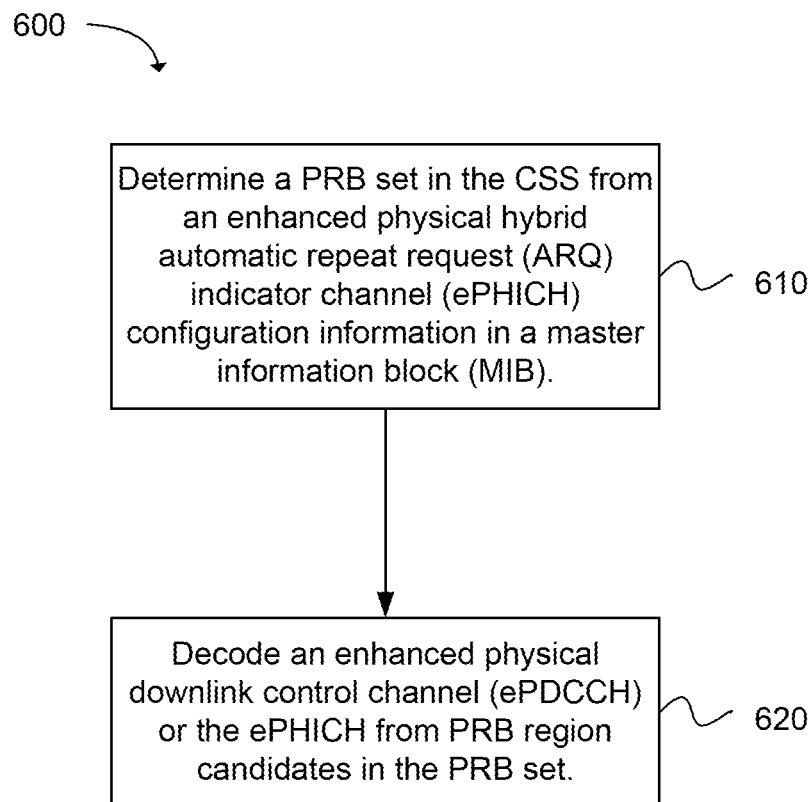 600
Determine a PRB set in the CSS from
an enhanced physical hybrid
automatic repeat request (ARQ)
indicator channel (ePHICH)
configuration information in a master
information block (MIB).
610
Decode an enhanced physical
downlink control channel (ePDCCH)
or the ePHICH from PRB region
candidates in the PRB set.
620